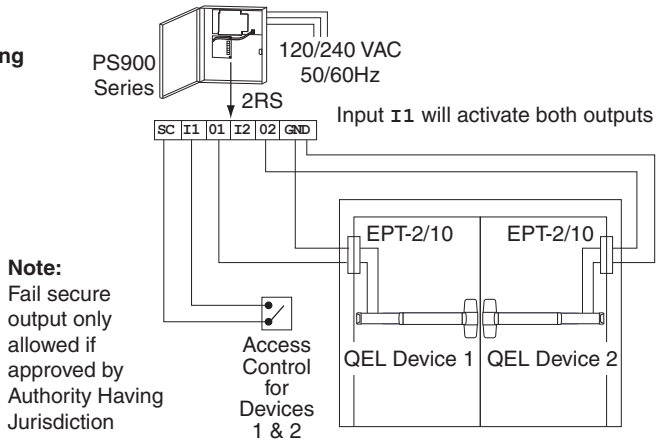 ng
PS900
Series
120/240 VAC
50/60Hz
2RS
Input I1 will activate both outputs
SC I1 01 I2 02 GND
EPT-2/10
EPT-2/10
Note:
Fail secure
output only
allowed if
approved by
Authority Having
Jurisdiction
Access
Control
for
Devices
1 & 2
QEL Device 1
QEL Device 2